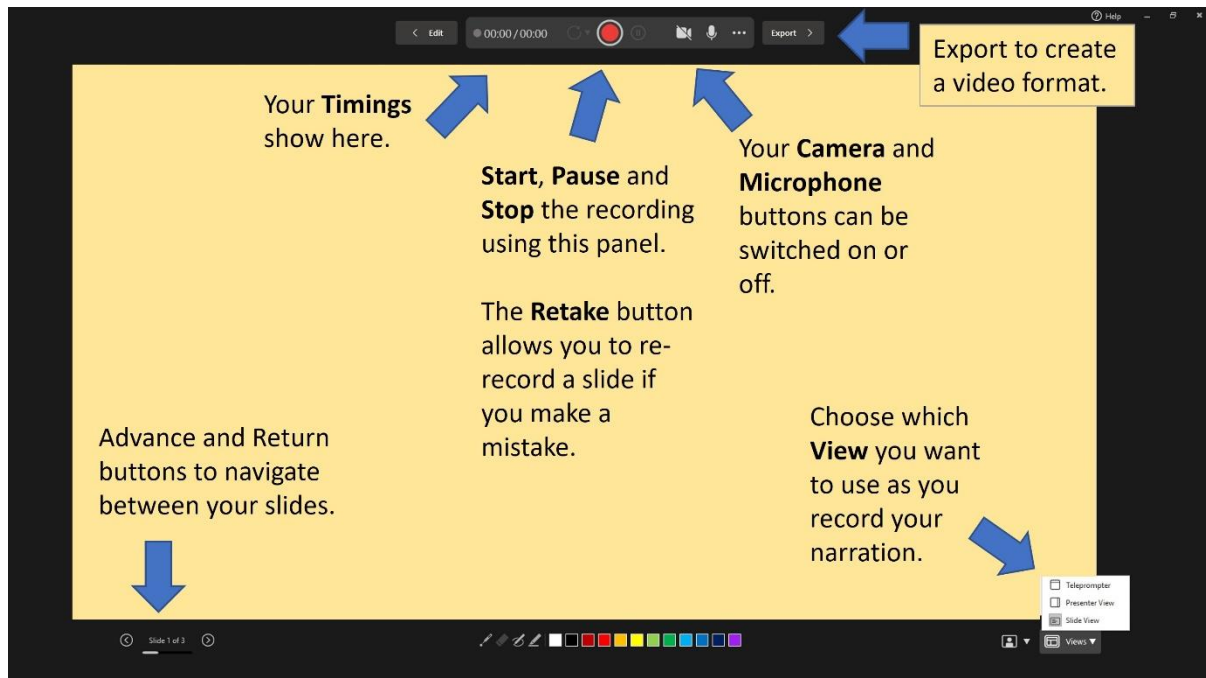 Help
Edit
00:00/00:00
Export
Export to create
a video format.
Your Timings
show here.
Start, Pause and
Stop the recording
using this panel.
The Retake button
allows you to re-
record a slide if
you make a
mistake.
Your Camera and
Microphone
buttons can be
switched on or
off.
Advance and Return
buttons to navigate
between your slides.
Choose which
View you want
to use as you
record your
narration.
Teleprompter
Presenter View
Slide View
Slide 1 of 3
Views